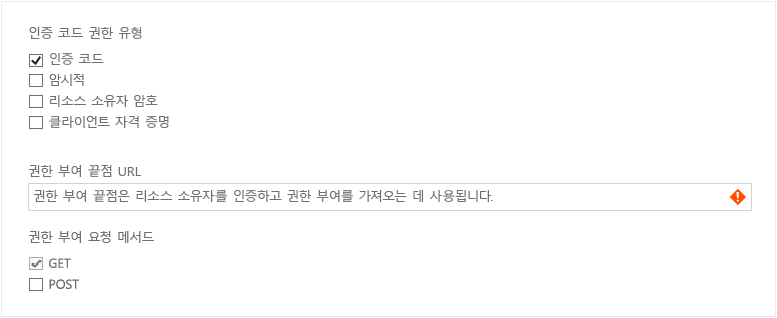 인증 코드 권한 유형
인증 코드
암시적
리소스 소유자 암호
클라이언트 자격 증명
권한 부여 끝점 URL
권한 부여 끝점은 리소스 소유자를 인증하고 권한 부여를 가져오는 데 사용됩니다.
권한 부여 요청 메서드
GET
POST